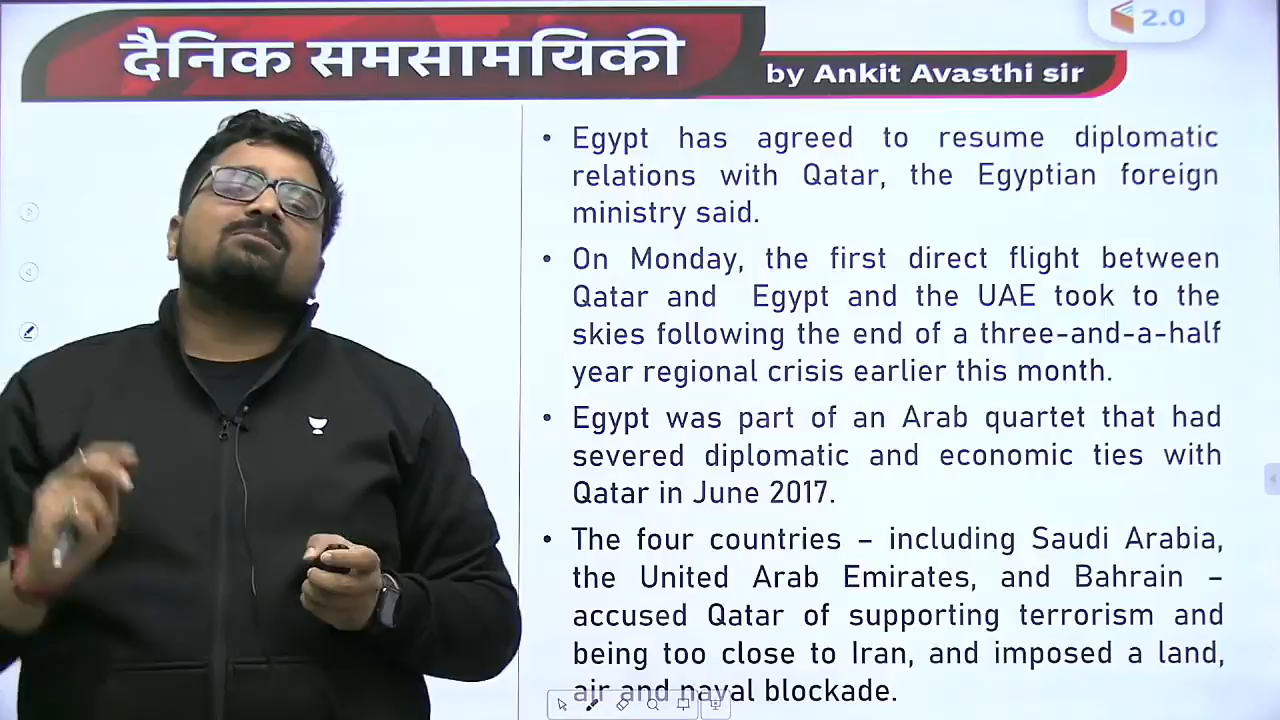 दैनिक समसामयिकी
by Ankit Avasthi sir
2.0
• Egypt has agreed to resume diplomatic
relations with Qatar, the Egyptian foreign
ministry said.
• On Monday, the first direct flight between
Qatar and Egypt and the UAE took to the
skies following the end of a three-and-a-half
year regional crisis earlier this month.
• Egypt was part of an Arab quartet that had
severed diplomatic and economic ties with
Qatar in June 2017.
• The four countries – including Saudi Arabia,
the United Arab Emirates, and Bahrain –
accused Qatar of supporting terrorism and
being too close to Iran, and imposed a land,
air and naval blockade.